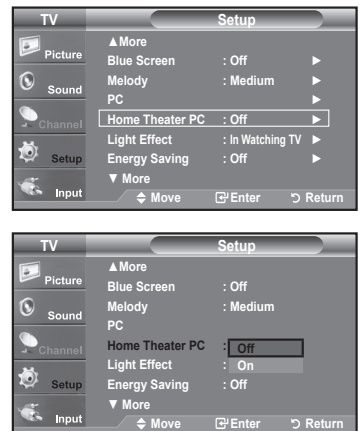 TV Setup
▲More
Picture
Blue Screen : Off ►
Melody : Medium ►
Sound
PC ►
Channel
Home Theater PC : Off ►
Light Effect : In Watching TV ►
Setup
Energy Saving : Off ►
▼ More
Input
Move Enter Return
TV Setup
▲More
Picture
Blue Screen : Off
Melody : Medium
Sound
PC
Channel
Home Theater PC : Off
Light Effect : On
Setup
Energy Saving : Off
▼ More
Input
Move Enter Return